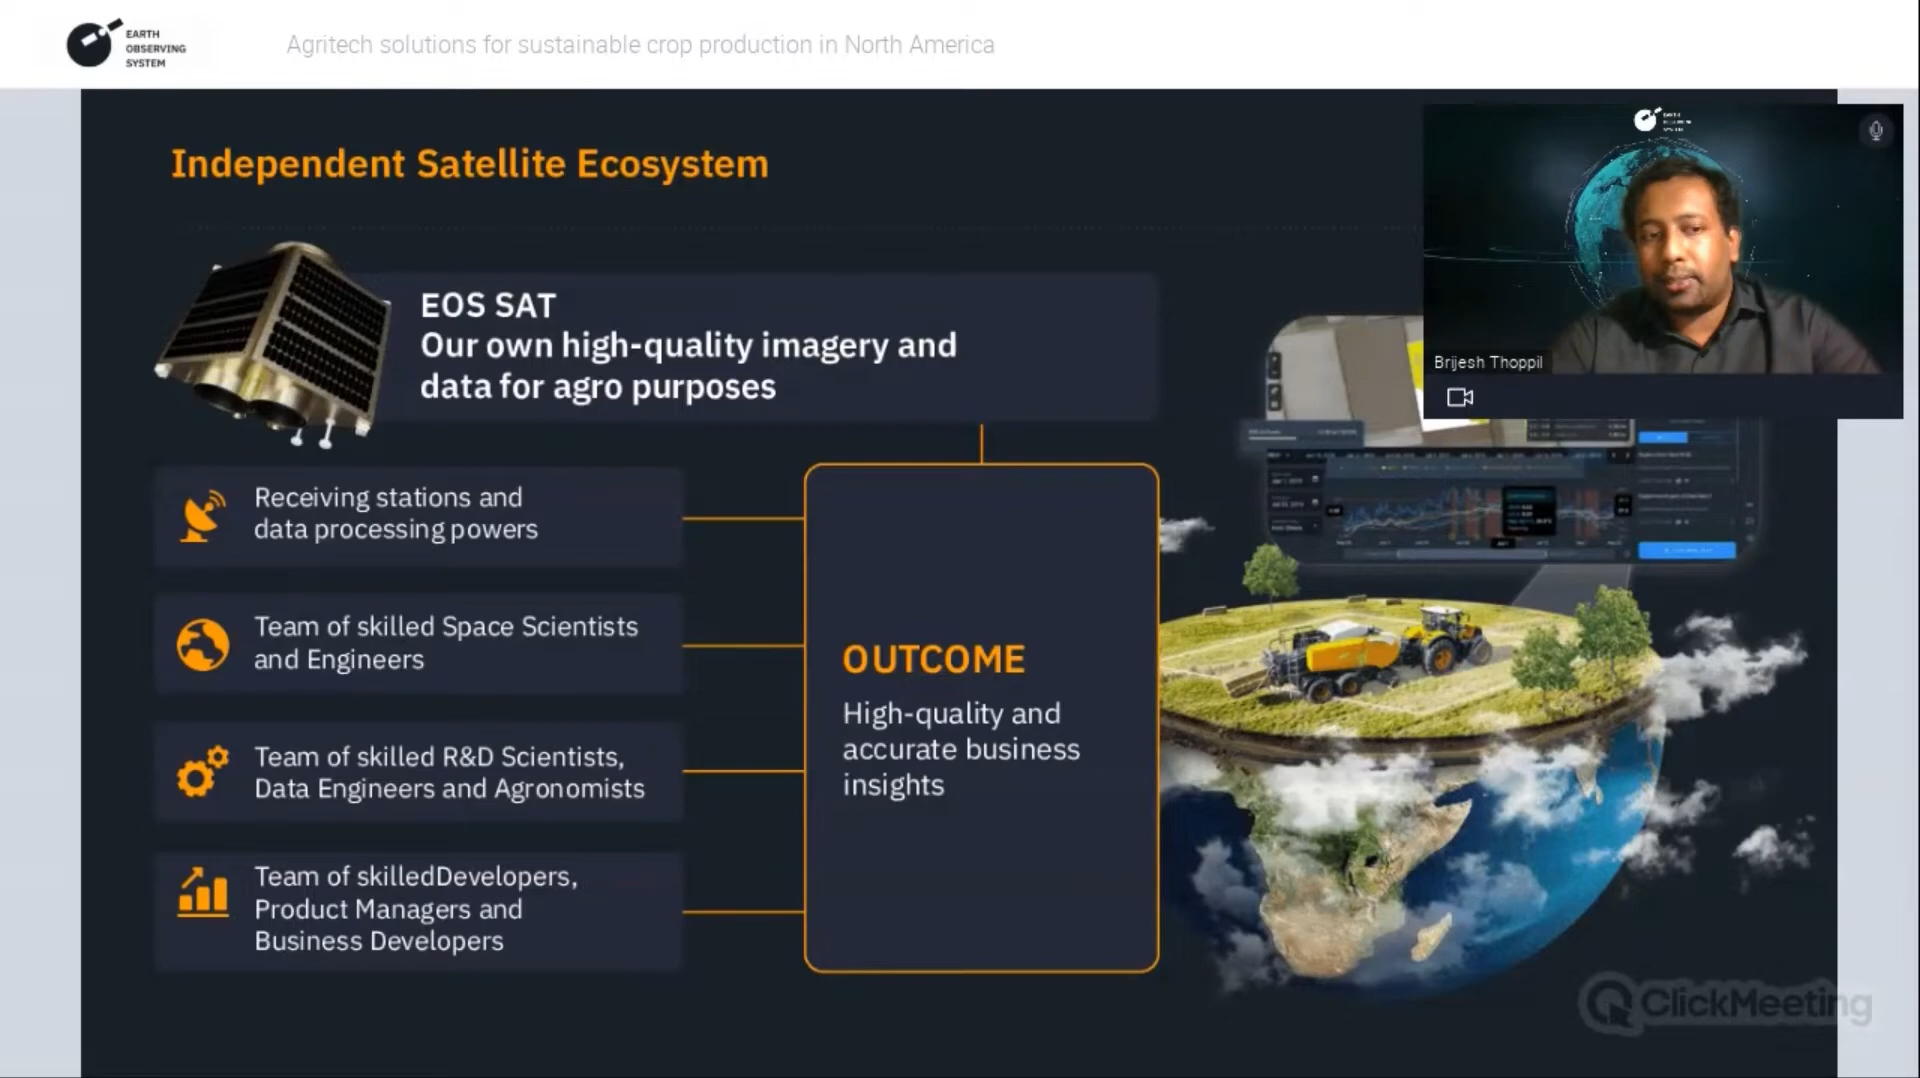 EARTH
OBSERVING
SYSTEM
Agritech solutions for sustainable crop production in North America
Independent Satellite Ecosystem
EOS SAT
Our own high-quality imagery and
data for agro purposes
Receiving stations and
data processing powers
Team of skilled Space Scientists
and Engineers
Team of skilled R&D Scientists,
Data Engineers and Agronomists
Team of skilledDevelopers,
Product Managers and
Business Developers
OUTCOME
High-quality and
accurate business
insights
Brijesh Thoppil
ClickMeeting